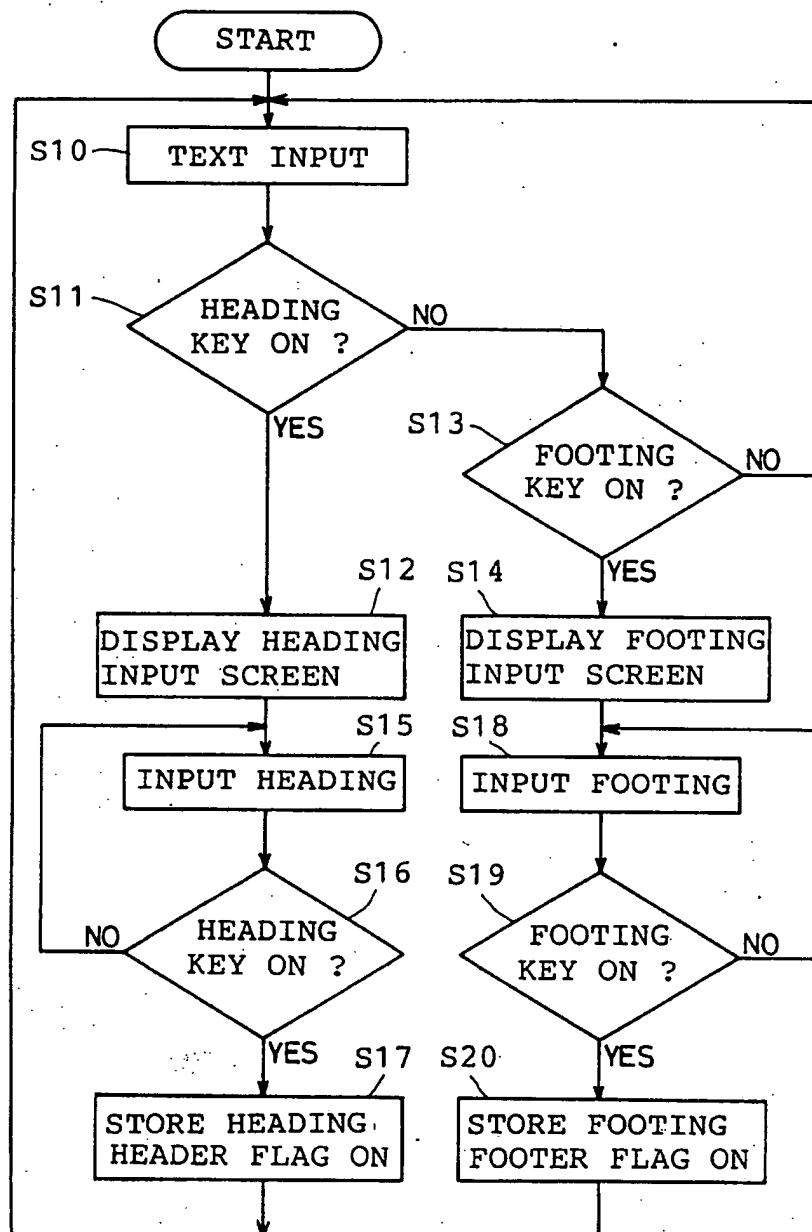 START
S10
TEXT INPUT
S11
HEADING
KEY ON ?
NO
YES
S13
FOOTING
KEY ON ?
NO
YES
S12
DISPLAY HEADING
INPUT SCREEN
S14
DISPLAY FOOTING
INPUT SCREEN
S15
INPUT HEADING
S18
INPUT FOOTING
S16
HEADING
KEY ON ?
NO
YES
S19
FOOTING
KEY ON ?
NO
YES
S17
STORE HEADING
HEADER FLAG ON
S20
STORE FOOTING
FOOTER FLAG ON